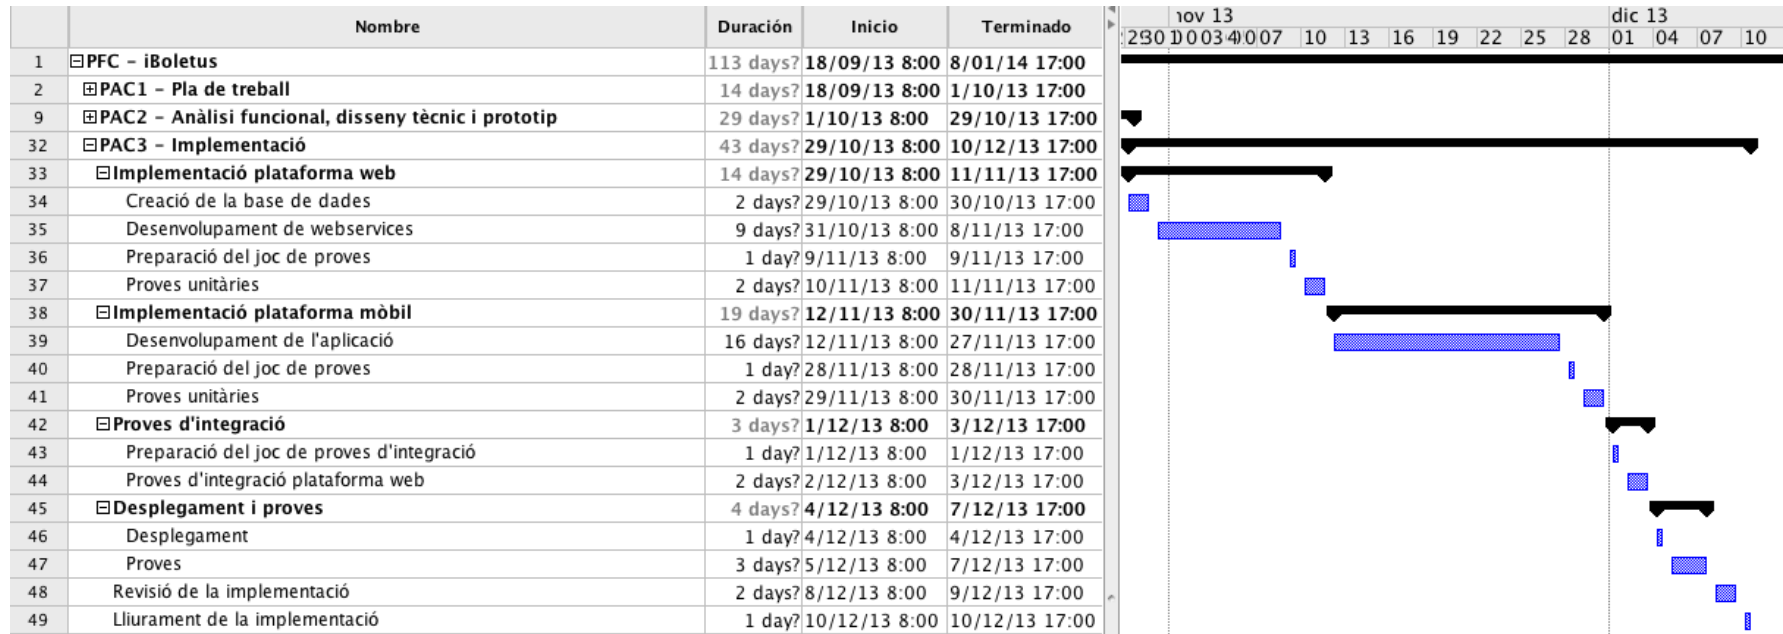 Nombre Duración Inicio Terminado
nov 13 dic 13
10 13 16 19 22 25 28 01 04 07 10
1 PFC – iBoletus 113 days? 18/09/13 8:00 8/01/14 17:00
2 PAC1 – Pla de treball 14 days? 18/09/13 8:00 1/10/13 17:00
9 PAC2 – Anàlisi funcional, disseny tècnic i prototip 29 days? 1/10/13 8:00 29/10/13 17:00
32 PAC3 – Implementació 43 days? 29/10/13 8:00 10/12/13 17:00
33 Implementació plataforma web 14 days? 29/10/13 8:00 11/11/13 17:00
34 Creació de la base de dades 2 days? 29/10/13 8:00 30/10/13 17:00
35 Desenvolupament de webservices 9 days? 31/10/13 8:00 8/11/13 17:00
36 Preparació del joc de proves 1 day? 9/11/13 8:00 9/11/13 17:00
37 Proves unitàries 2 days? 10/11/13 8:00 11/11/13 17:00
38 Implementació plataforma mòbil 19 days? 12/11/13 8:00 30/11/13 17:00
39 Desenvolupament de l'aplicació 16 days? 12/11/13 8:00 27/11/13 17:00
40 Preparació del joc de proves 1 day? 28/11/13 8:00 28/11/13 17:00
41 Proves unitàries 2 days? 29/11/13 8:00 30/11/13 17:00
42 Proves d'integració 3 days? 1/12/13 8:00 3/12/13 17:00
43 Preparació del joc de proves d'integració 1 day? 1/12/13 8:00 1/12/13 17:00
44 Proves d'integració plataforma web 2 days? 2/12/13 8:00 3/12/13 17:00
45 Desplegament i proves 4 days? 4/12/13 8:00 7/12/13 17:00
46 Desplegament 1 day? 4/12/13 8:00 4/12/13 17:00
47 Proves 3 days? 5/12/13 8:00 7/12/13 17:00
48 Revisió de la implementació 2 days? 8/12/13 8:00 9/12/13 17:00
49 Lliurament de la implementació 1 day? 10/12/13 8:00 10/12/13 17:00